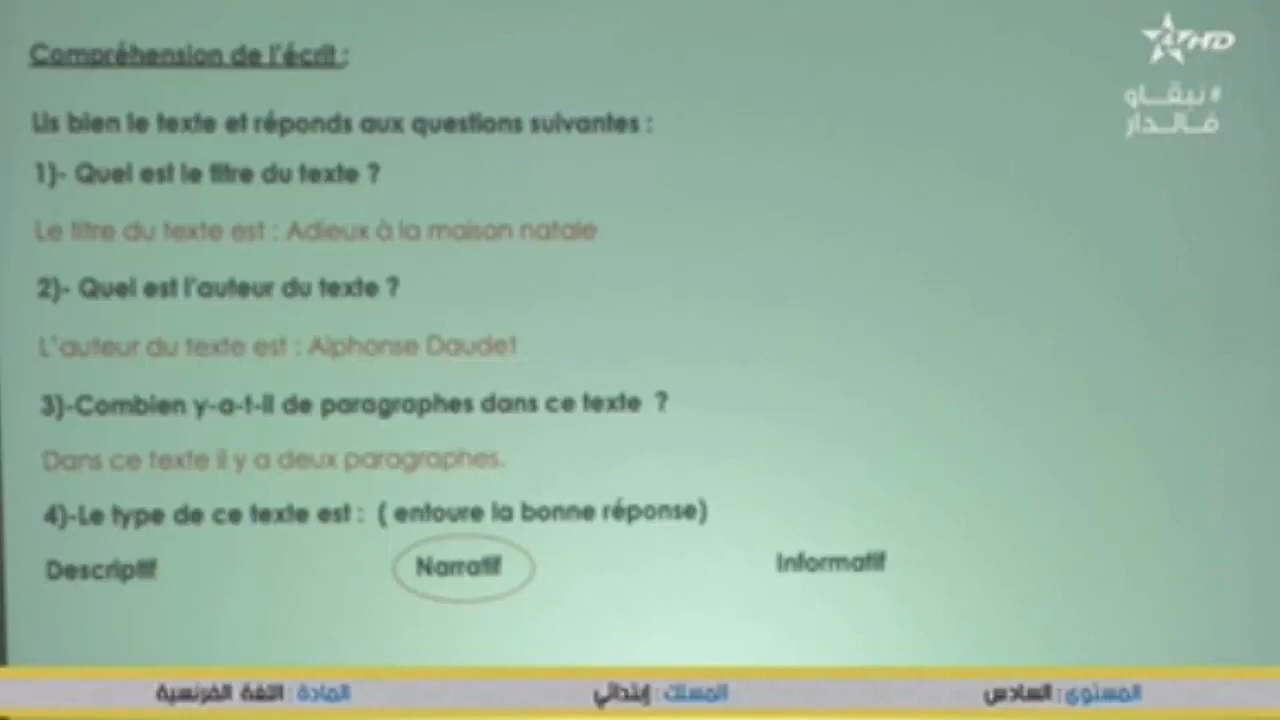 HD
#نبقاو
فالدار
Compréhension de l'écrit :
Lis bien le texte et réponds aux questions suivantes :
1)- Quel est le titre du texte ?
Le titre du texte est : Adieux à la maison natale
2)- Quel est l'auteur du texte ?
L'auteur du texte est : Alphonse Daudet
3)-Combien y-a-t-il de paragraphes dans ce texte ?
Dans ce texte il y a deux paragraphes.
4)-Le type de ce texte est : ( entoure la bonne réponse)
Descriptif Narratif Informatif
المستوى : السادس المسلك : إبتدائي المادة : اللغة الفرنسية